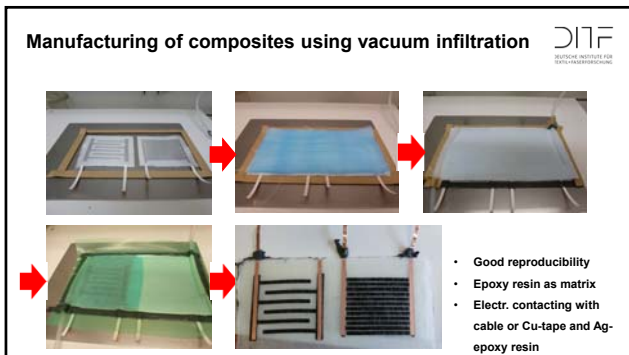 Manufacturing of composites using vacuum infiltration
DITF
DEUTSCHE INSTITUTE FÜR
TEXTIL+FASERFORSCHUNG
• Good reproducibility
• Epoxy resin as matrix
• Electr. contacting with
cable or Cu-tape and Ag-
epoxy resin